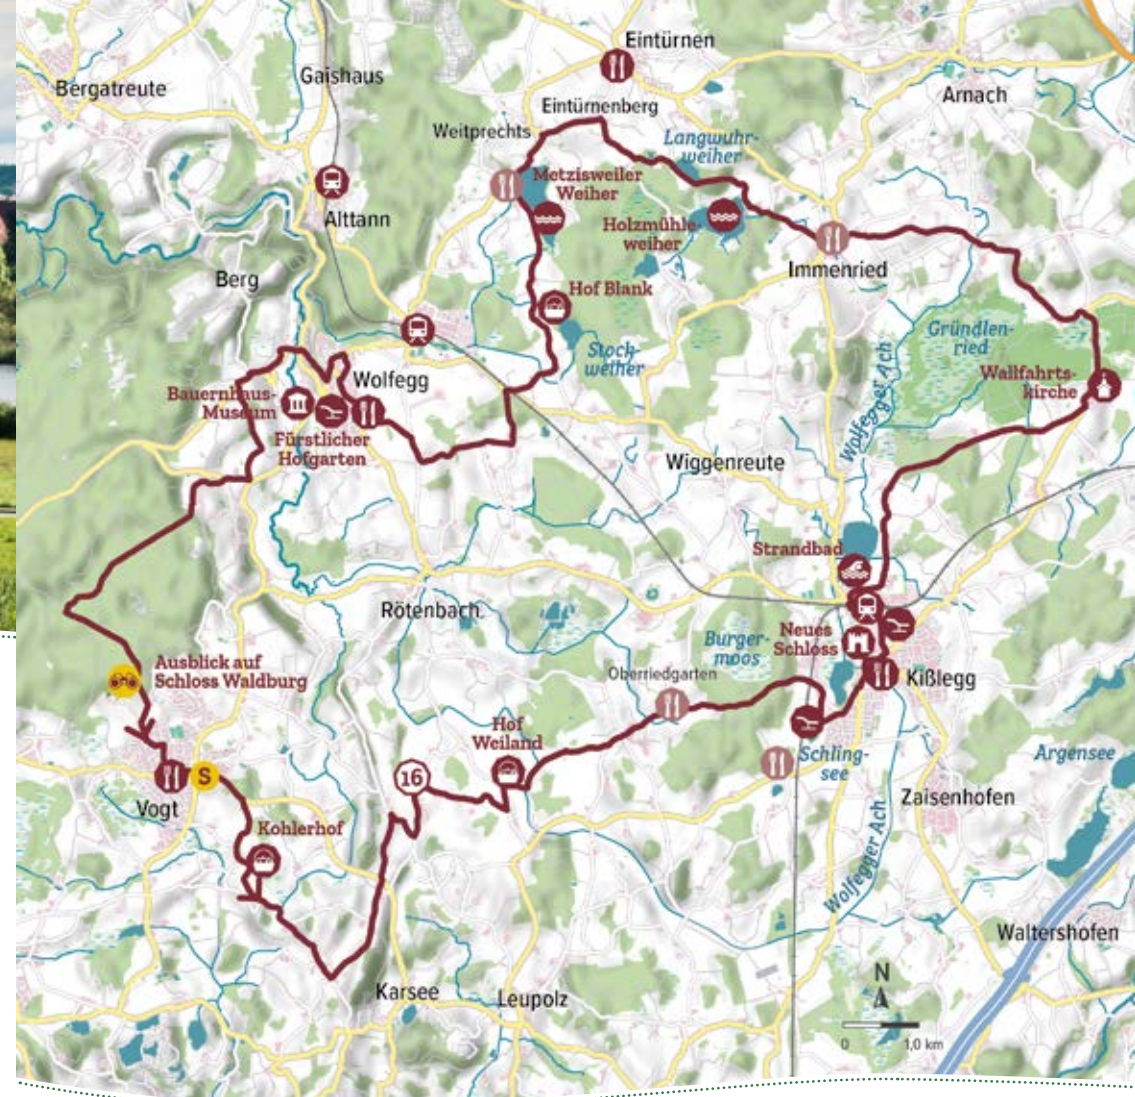 Eintürnen
Gaishaus
Bergatreute
Arnach
Eintürnenberg
Weitprechts
Langwuhr-
weiher
Metzisweiler
Weiher
Alttann
Holzmühle-
weiher
Immenried
Berg
Hof Blank
Gründlen-
ried
Stock-
weiher
Wolfegger Ach
Wallfahrts-
kirche
Wolfegg
Bauernhaus-
Museum
Fürstlicher
Hofgarten
Wiggenreute
Strandbad
Rötenbach
Burger-
moos
Neues
Schloss
Ausblick auf
Schloss Waldburg
Oberriedgarten
Kißlegg
Hof
Weiland
Schling-
see
Argensee
S
16
Vogt
Zaisenhofen
Kohlerhof
Wolfegger Ach
Waltershofen
N
Karsee
Leupolz
0
1,0 km